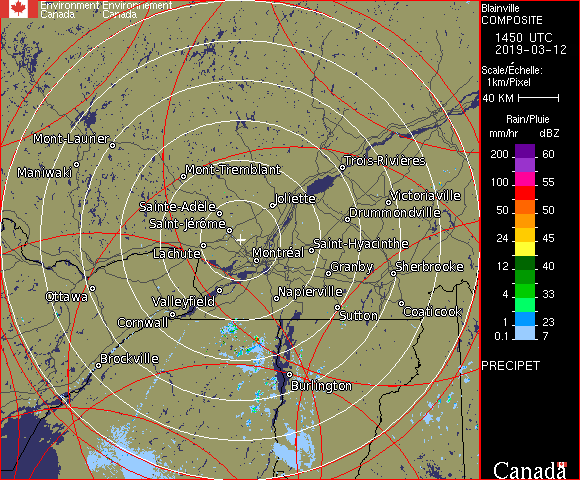 Environment Environnement
Canada Canada
Blainville
COMPOSITE
1450 UTC
2019-03-12
Scale/Échelle:
1km/Pixel
40 KM
Rain/Pluie
mm/hr dBZ
200 60
100 55
50 50
24 45
12 40
4 33
1 23
0.1 7
PRECIPET
Canada
Mont-Laurier
Maniwaki
Mont-Tremblant
Trois-Rivières
Sainte-Adèle
Joliette
Victoriaville
Saint-Jérôme
Drummondville
Lachute
Montréal
Saint-Hyacinthe
Granby
Sherbrooke
Ottawa
Valleyfield
Napierville
Cornwall
Sutton
Coaticook
Brockville
Burlington